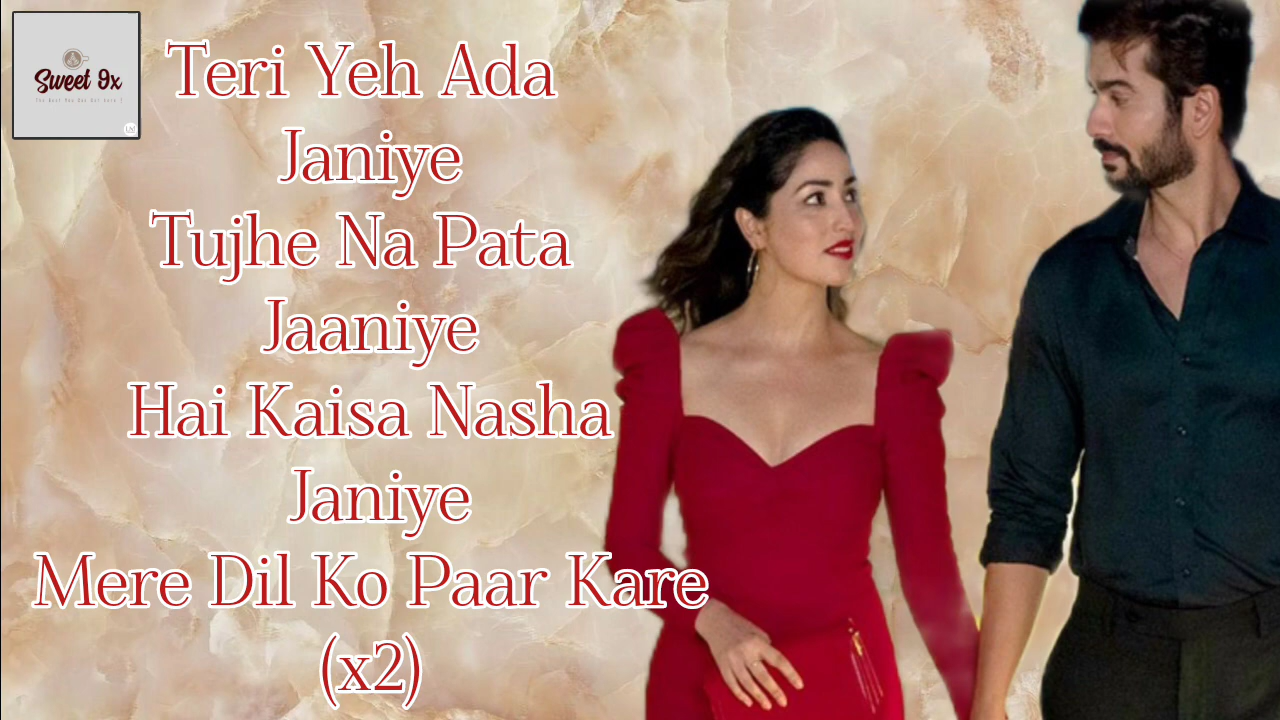 Sweet 9x
Teri Yeh Ada
Janiye
Tujhe Na Pata
Jaaniye
Hai Kaisa Nasha
Janiye
Mere Dil Ko Paar Kare
(x2)